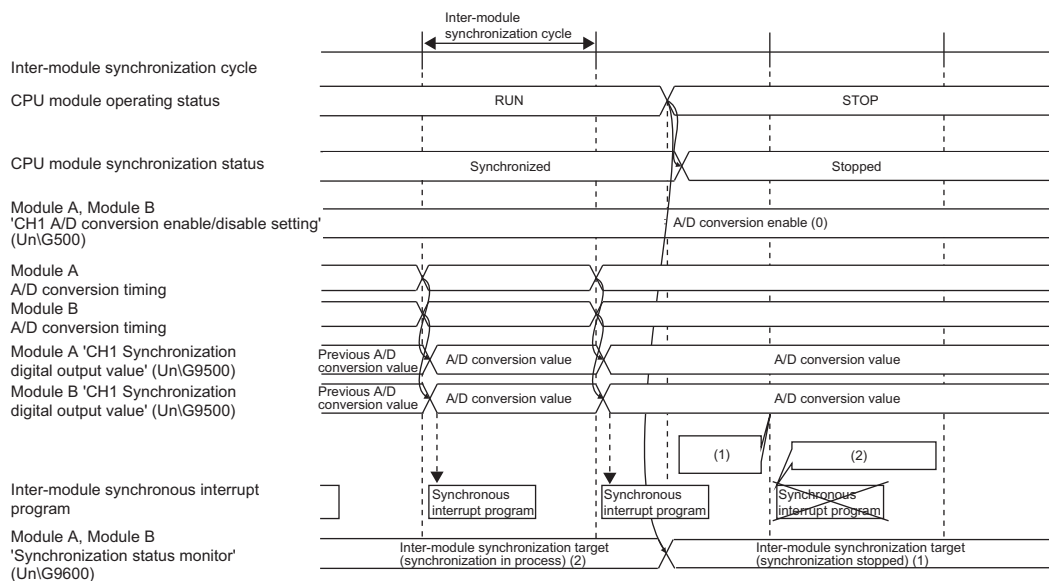 Inter-module
synchronization cycle
Inter-module synchronization cycle
CPU module operating status
RUN
STOP
CPU module synchronization status
Synchronized
Stopped
Module A, Module B
'CH1 A/D conversion enable/disable setting'
(Un\G500)
A/D conversion enable (0)
Module A
A/D conversion timing
Module B
A/D conversion timing
Module A 'CH1 Synchronization
digital output value' (Un\G9500)
Previous A/D
conversion value
A/D conversion value
A/D conversion value
Module B 'CH1 Synchronization
digital output value' (Un\G9500)
Previous A/D
conversion value
A/D conversion value
A/D conversion value
(1)
(2)
Inter-module synchronous interrupt
program
Synchronous
interrupt program
Synchronous
interrupt program
Synchronous
interrupt program
Module A, Module B
'Synchronization status monitor'
(Un\G9600)
Inter-module synchronization target
(synchronization in process) (2)
Inter-module synchronization target
(synchronization stopped) (1)